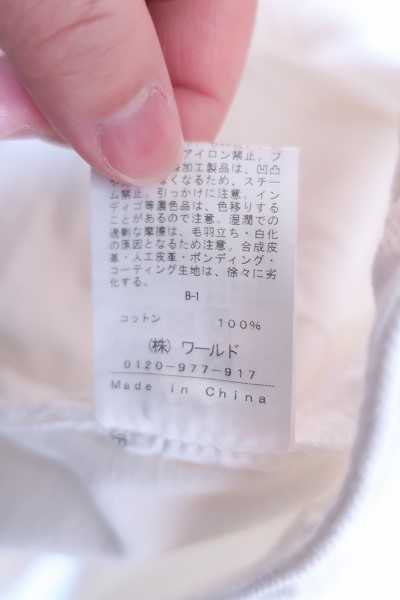 アイロン禁止。プ
加工製品は、凹凸
くなるため、スチー
ム禁止。引っかけに注意。イン
ディゴ等濃色品は、色移りする
ことがあるので注意。湿潤での
過剰な摩擦は、毛羽立ち・白化
の原因となるため注意。合成皮
革・人工皮革・ボンディング・
コーティング生地は、徐々に劣
化する。
B-1
コットン 100%
(株) ワールド
0120-977-917
Made in China